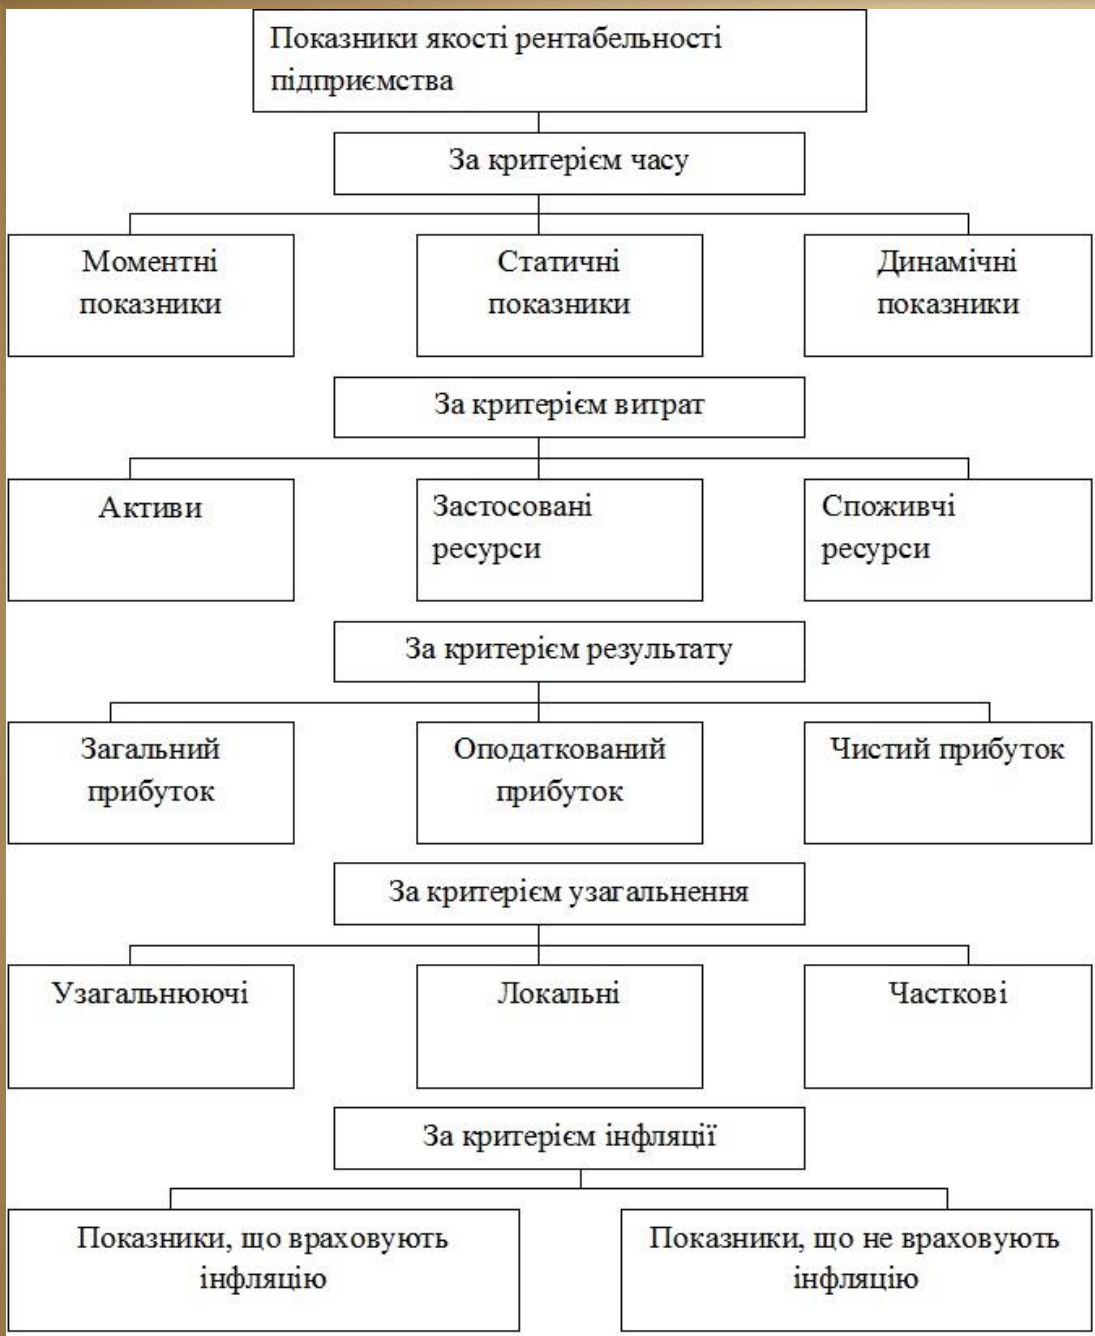 Показники якості рентабельності
підприємства
За критерієм часу
Моментні
показники
Статичні
показники
Динамічні
показники
За критерієм витрат
Активи
Застосовані
ресурси
Споживчі
ресурси
За критерієм результату
Загальний
прибуток
Оподаткований
прибуток
Чистий прибуток
За критерієм узагальнення
Узагальнюючі
Локальні
Часткові
За критерієм інфляції
Показники, що враховують
інфляцію
Показники, що не враховують
інфляцію